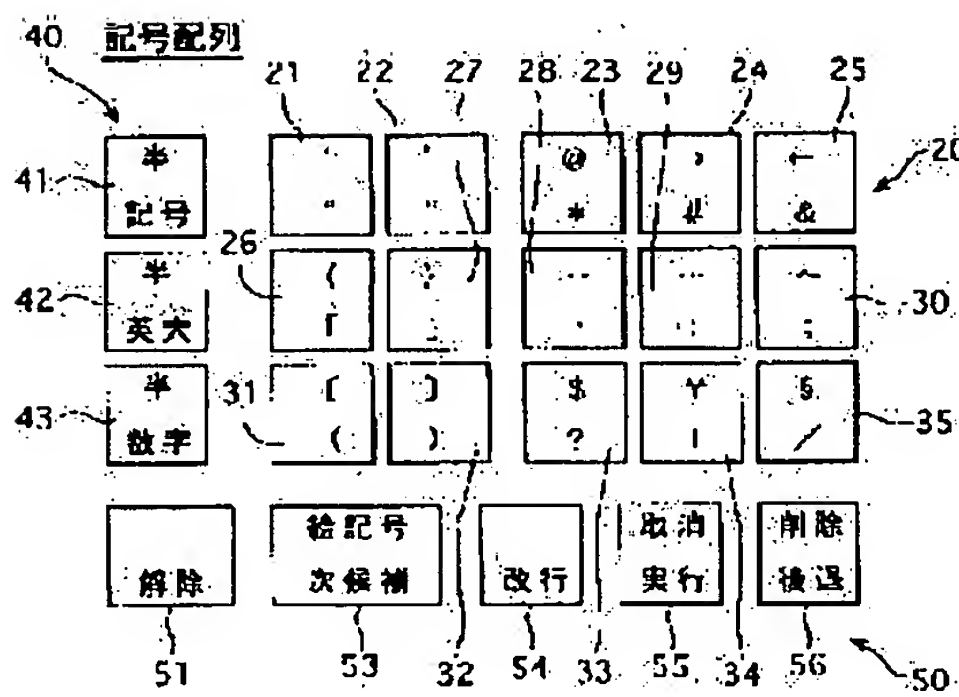 40 記号配列
21 22 27 28 23 29 24 25
半 @ ←
41 20
記号 * &
26 半 {
42 30
英大 「 ;
半 [ ] $ ¥ §
43 31 35
数字 ( ) ? | /
絵記号 取消 削除
解除 次候補 改行 実行 後退
51 53 32 54 33 55 34 56 50